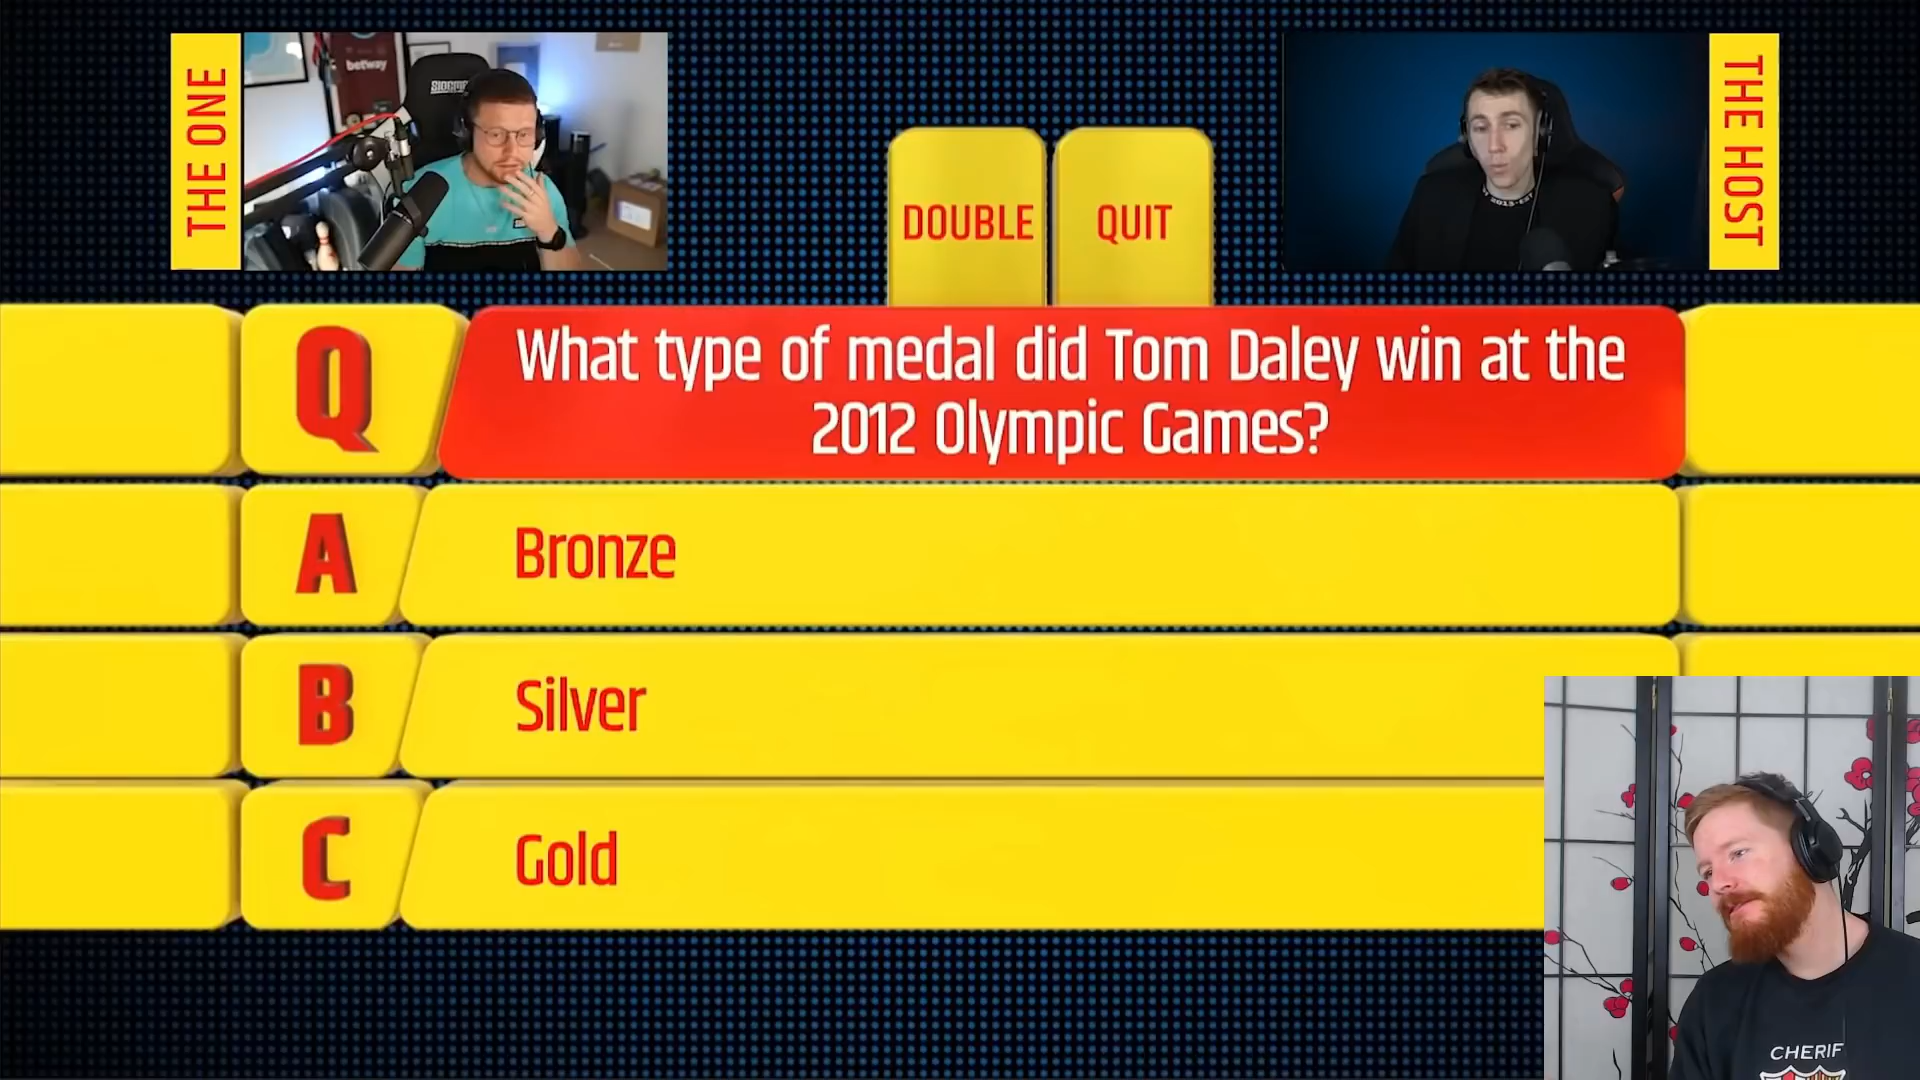 THE ONE
betway
DOUBLE
QUIT
THE HOST
Q
What type of medal did Tom Daley win at the
2012 Olympic Games?
A
Bronze
B
Silver
C
Gold
CHERIF